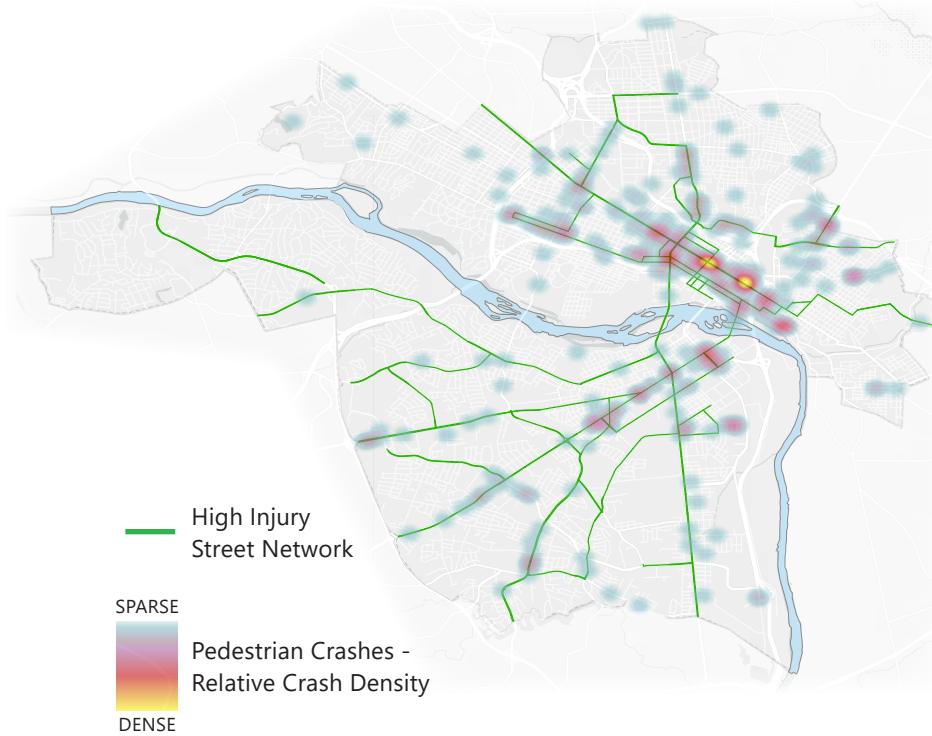 High Injury
Street Network
SPARSE
Pedestrian Crashes -
Relative Crash Density
DENSE